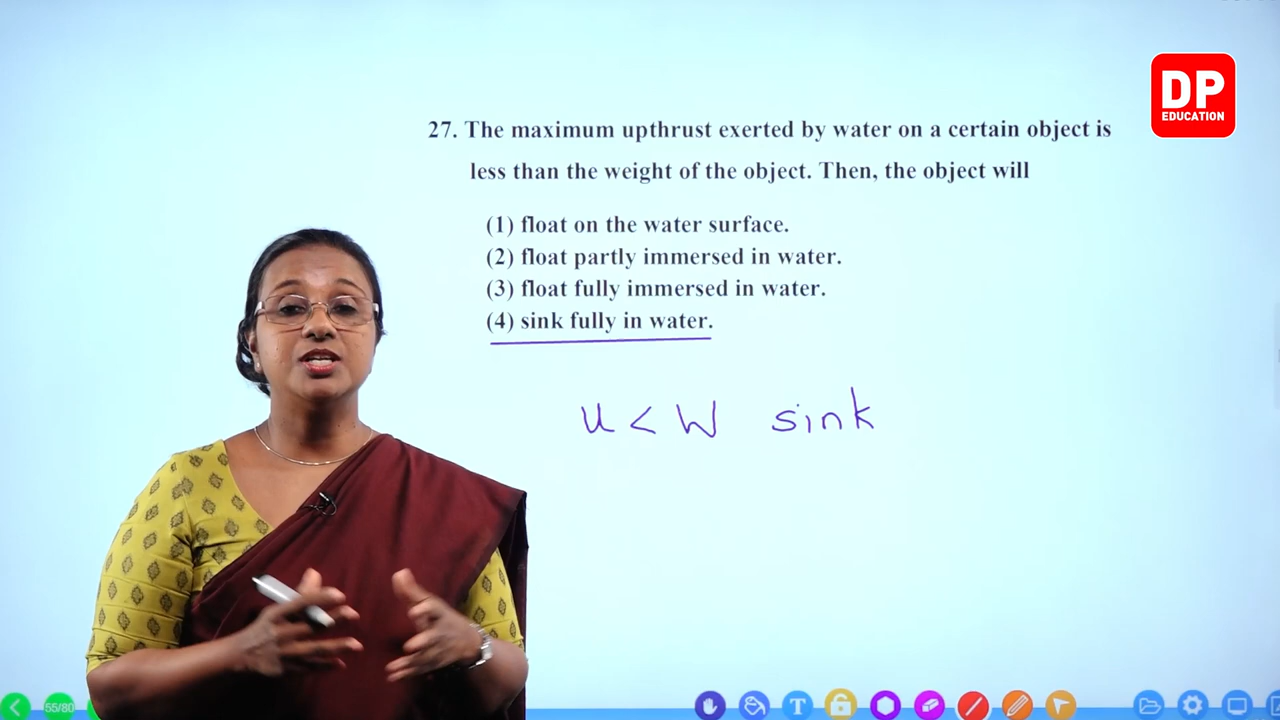 DP
EDUCATION
27. The maximum upthrust exerted by water on a certain object is
less than the weight of the object. Then, the object will
(1) float on the water surface.
(2) float partly immersed in water.
(3) float fully immersed in water.
(4) sink fully in water.
u < W sink
55/80
T